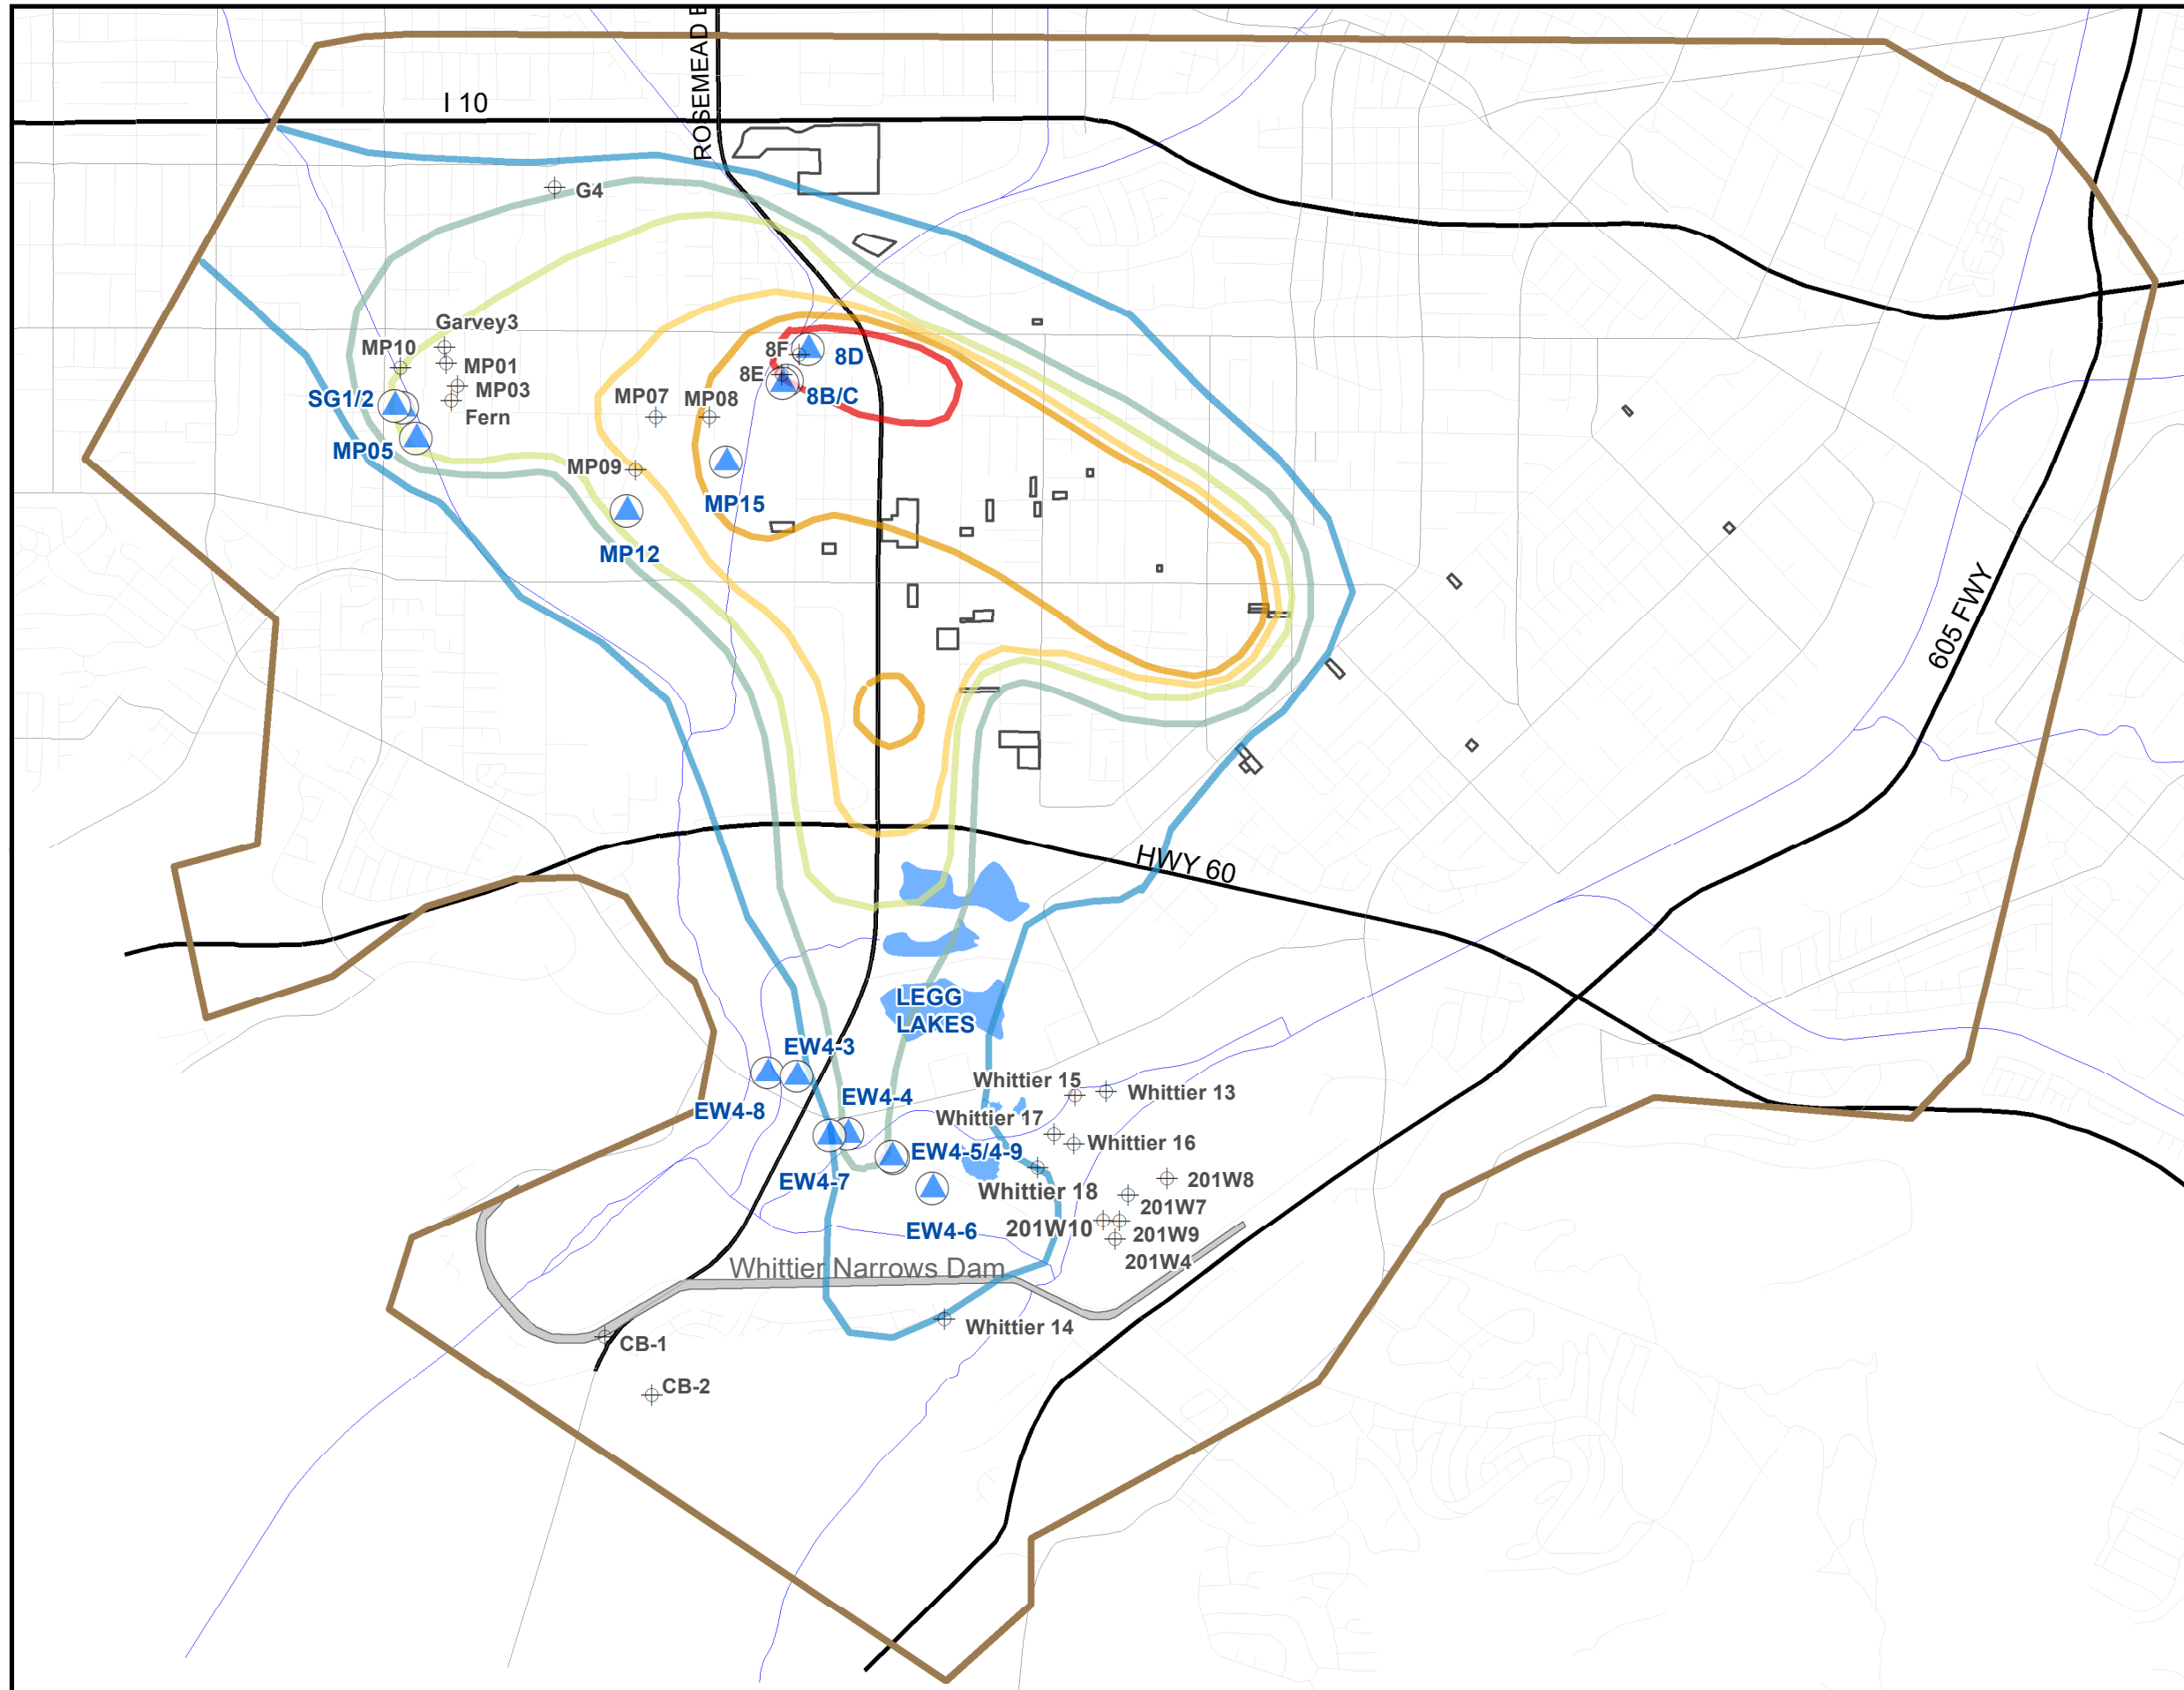 ROSEMEAD
I 10
G4
Garvey3
MP10
MP01
MP03
Fern
SG1/2
MP05
8F
8D
8E
8B/C
MP07
MP08
MP09
MP15
MP12
605 FWY
HWY 60
LEGG
LAKES
EW4-3
EW4-8
EW4-4
Whittier 15
Whittier 13
Whittier 17
Whittier 16
EW4-5/4-9
EW4-7
Whittier 18
201W8
201W7
EW4-6
201W10
201W9
201W4
Whittier Narrows Dam
Whittier 14
CB-1
CB-2